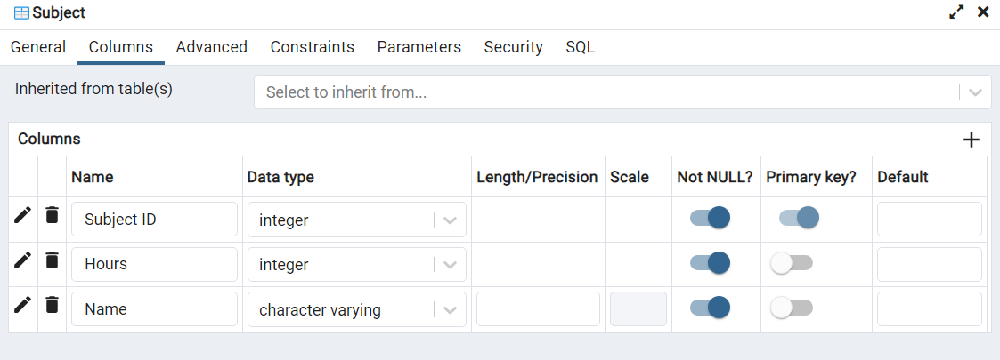 Subject
General Columns Advanced Constraints Parameters Security SQL
Inherited from table(s) Select to inherit from...
Columns
Name Data type Length/Precision Scale Not NULL? Primary key? Default
Subject ID integer
Hours integer
Name character varying